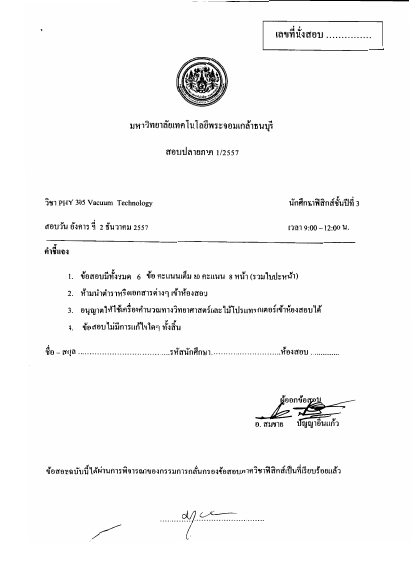 เลขที่นั่งสอบ ...............
มหาวิทยาลัยเทคโนโลยีพระจอมเกล้าธนบุรี
สอบปลายภาค 1/2557
วิชา PHY 305 Vacuum Technology
นักศึกษาฟิสิกส์ชั้นปีที่ 3
สอบวัน อังคาร ที่ 2 ธันวาคม 2557
เวลา 9:00 – 12:00 น.
คำชี้แจง
1. ข้อสอบมีทั้งหมด 6 ข้อ คะแนนเต็ม คะแนน 8 หน้า (รวมใบปะหน้า)
2. ห้ามนำตำราหรือเอกสารต่างๆ เข้าห้องสอบ
3. อนุญาตให้ใช้เครื่องคำนวณทางวิทยาศาสตร์และไม้โปรแทรกเตอร์เข้าห้องสอบได้
4. ข้อสอบไม่มีการแก้ไขใดๆ ทั้งสิ้น
ชื่อ – สกุล ....................................รหัสนักศึกษา...........................ห้องสอบ ............
ผู้ออกข้อสอบ
อ. สมชาย ปัญญาอินแก้ว
ข้อสอบฉบับนี้ได้ผ่านการพิจารณาของกรรมการกลั่นกรองข้อสอบภาควิชาฟิสิกส์เป็นที่เรียบร้อยแล้ว